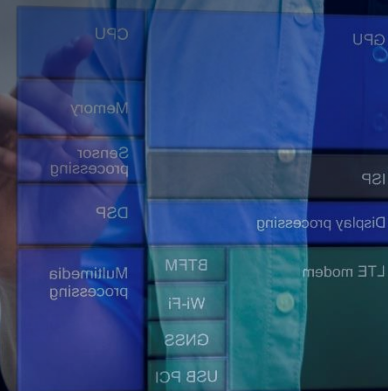 CPU
GPU
Memory
Sensor
processing
ISP
DSP
Display processing
Multimedia
processing
BTFM
LTE modem
Wi-Fi
GNSS
USB PCI